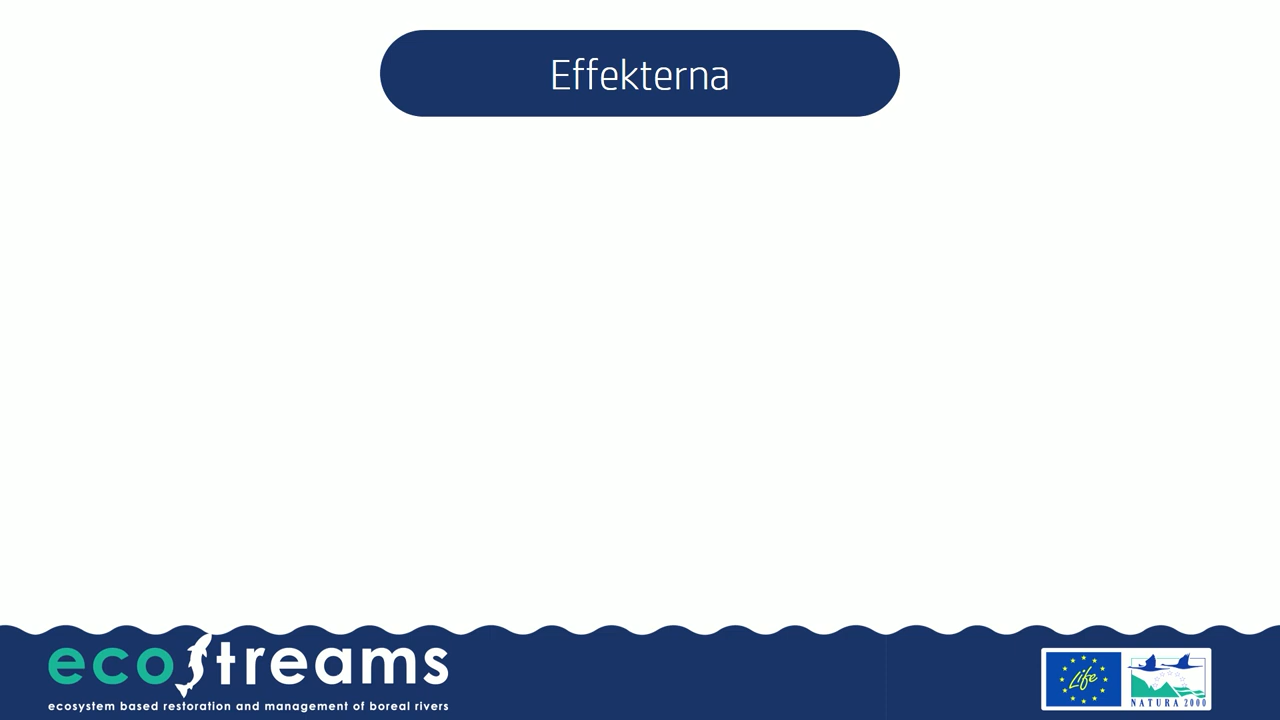 Effekterna
ecostreams
ecosystem based restoration and management of boreal rivers
Life
NATURA 2000